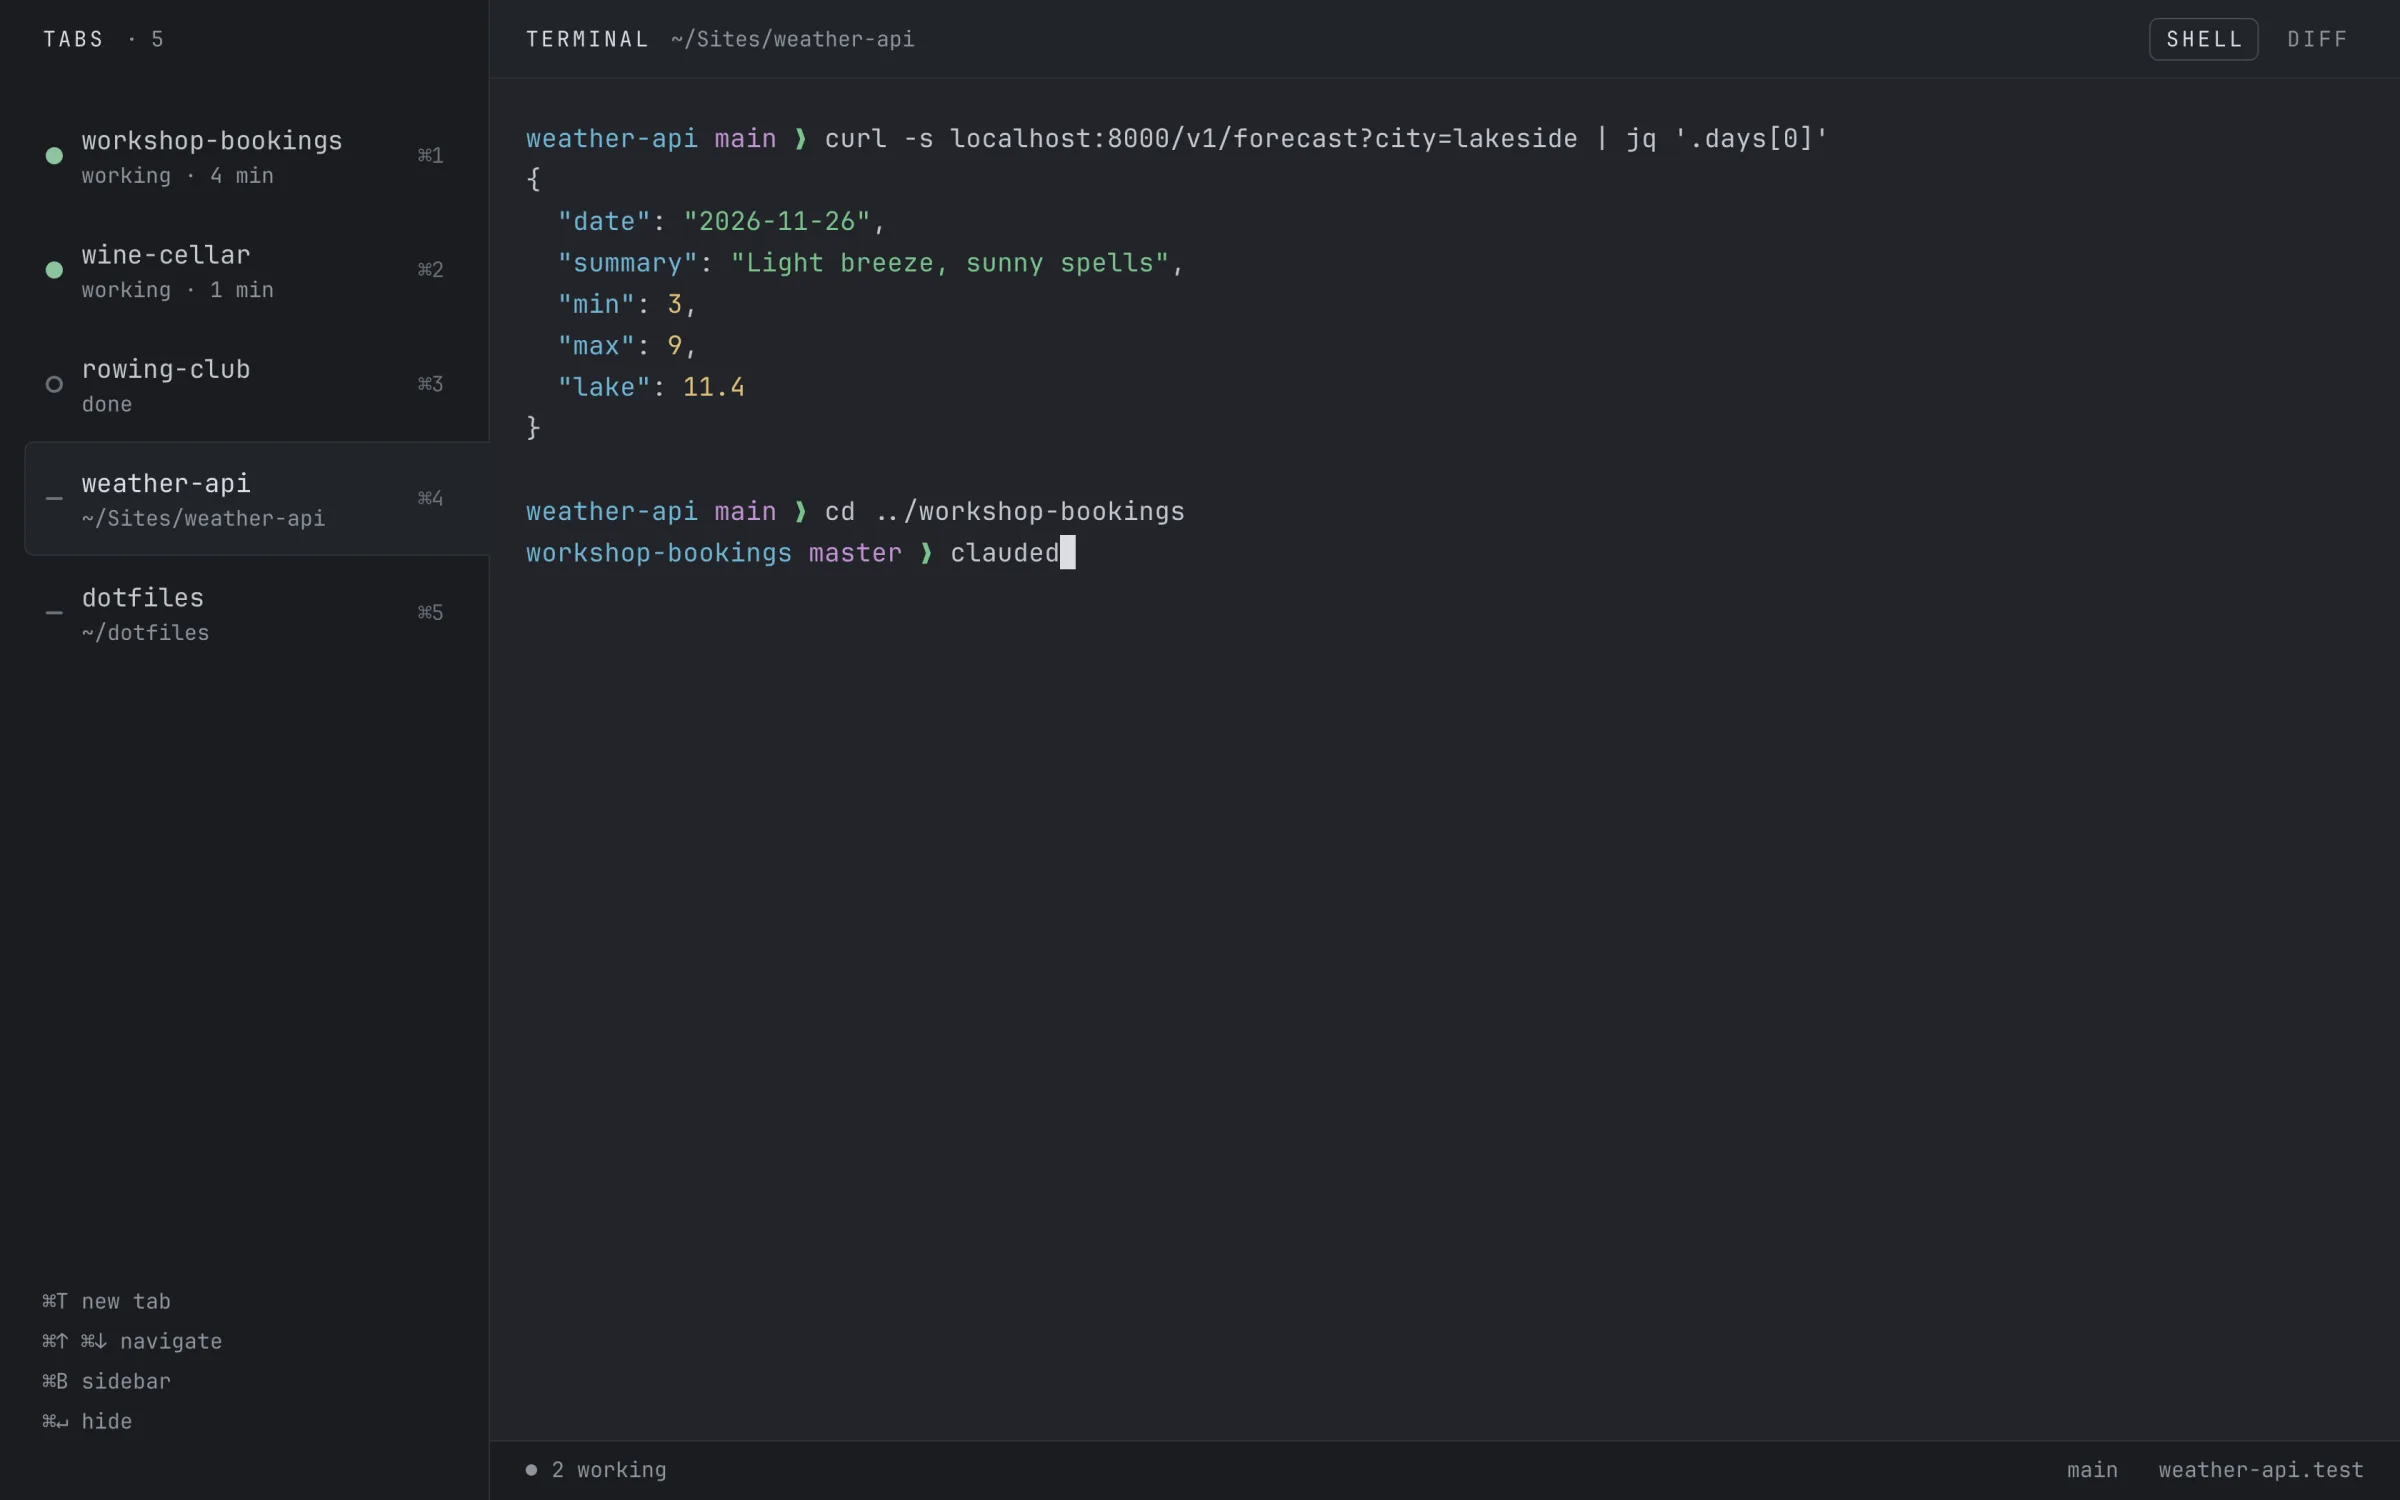 TABS · 5
workshop-bookings ⌘1
working · 4 min
wine-cellar ⌘2
working · 1 min
rowing-club ⌘3
done
weather-api ⌘4
~/Sites/weather-api
dotfiles ⌘5
~/dotfiles
⌘T new tab
⌘↑ ⌘↓ navigate
⌘B sidebar
⌘↵ hide
TERMINAL ~/Sites/weather-api SHELL DIFF
weather-api main ❯ curl -s localhost:8000/v1/forecast?city=lakeside | jq '.days[0]'
{
  "date": "2026-11-26",
  "summary": "Light breeze, sunny spells",
  "min": 3,
  "max": 9,
  "lake": 11.4
}
weather-api main ❯ cd ../workshop-bookings
workshop-bookings master ❯ clauded
● 2 working main weather-api.test